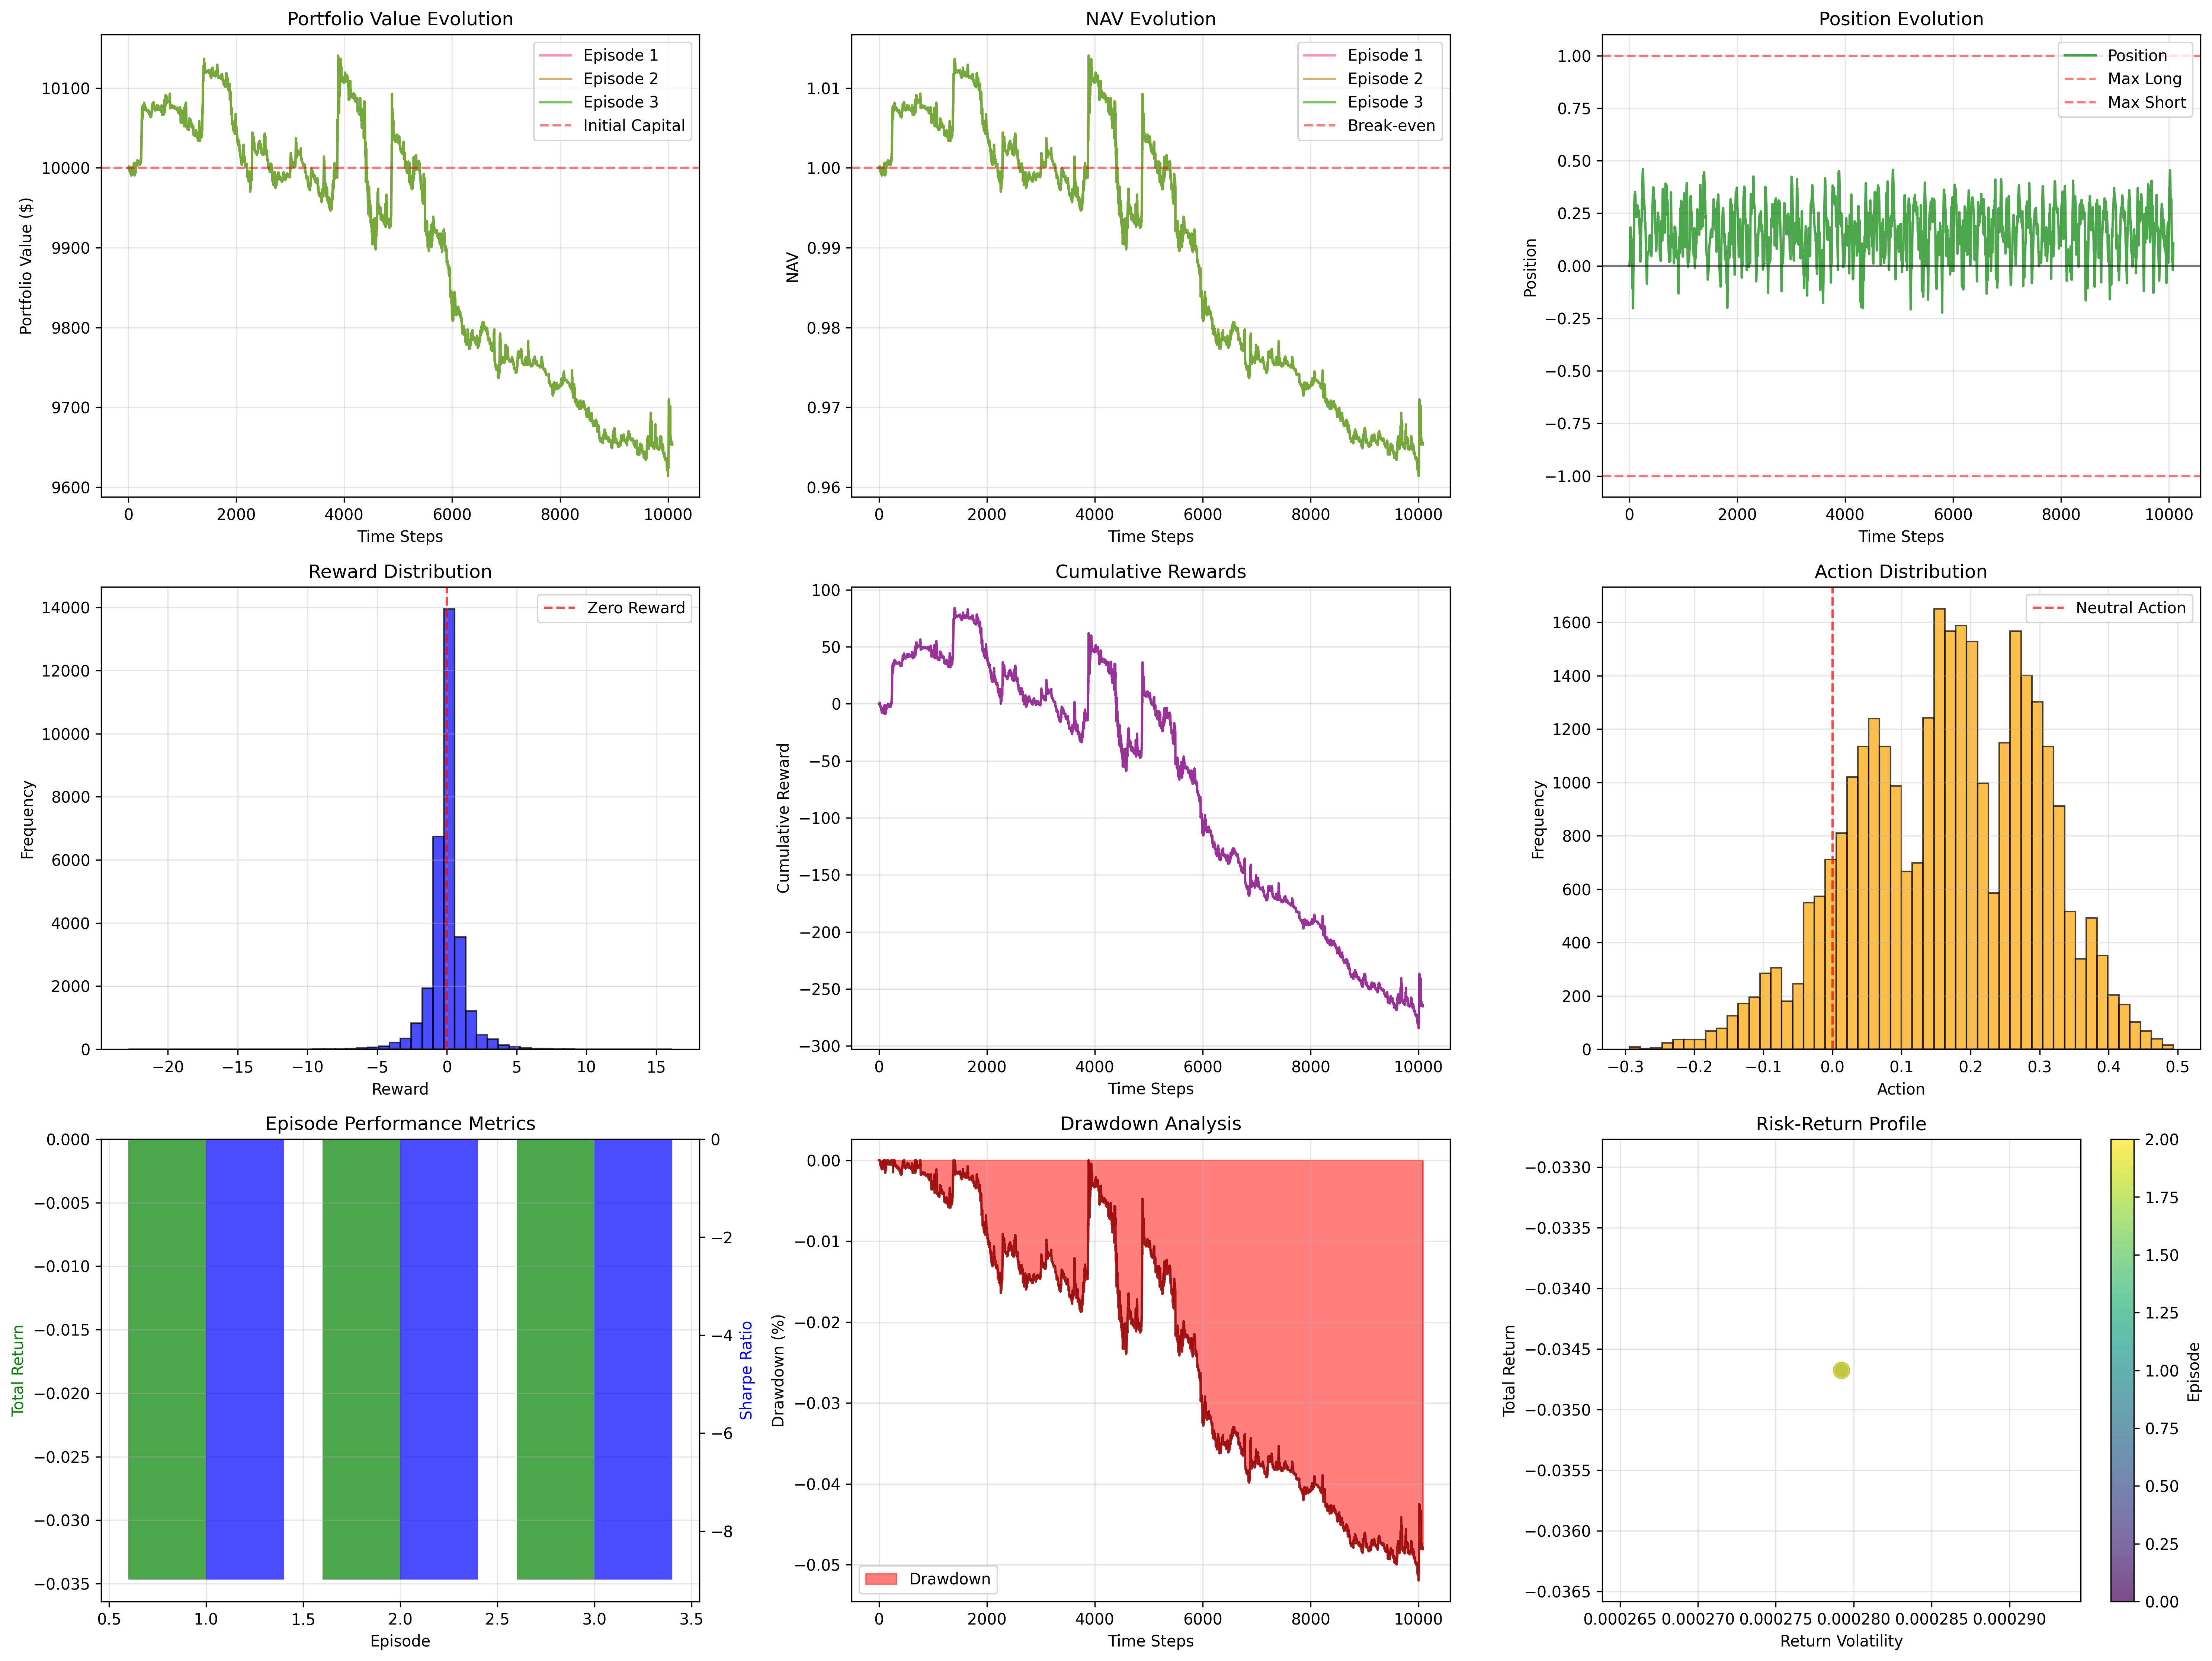 Portfolio Value Evolution
Portfolio Value ($)
10100
10000
9900
9800
9700
9600
0 2000 4000 6000 8000 10000
Time Steps
Episode 1
Episode 2
Episode 3
Initial Capital
NAV Evolution
NAV
1.01
1.00
0.99
0.98
0.97
0.96
0 2000 4000 6000 8000 10000
Time Steps
Episode 1
Episode 2
Episode 3
Break-even
Position Evolution
Position
1.00
0.75
0.50
0.25
0.00
−0.25
−0.50
−0.75
−1.00
0 2000 4000 6000 8000 10000
Time Steps
Position
Max Long
Max Short
Reward Distribution
Frequency
14000
12000
10000
8000
6000
4000
2000
0
−20 −15 −10 −5 0 5 10 15
Reward
Zero Reward
Cumulative Rewards
Cumulative Reward
100
50
0
−50
−100
−150
−200
−250
−300
0 2000 4000 6000 8000 10000
Time Steps
Action Distribution
Frequency
1600
1400
1200
1000
800
600
400
200
0
−0.3 −0.2 −0.1 0.0 0.1 0.2 0.3 0.4 0.5
Action
Neutral Action
Episode Performance Metrics
Total Return
0.000
−0.005
−0.010
−0.015
−0.020
−0.025
−0.030
−0.035
0.5 1.0 1.5 2.0 2.5 3.0 3.5
Episode
0
−2
−4
−6
−8
Sharpe Ratio
Drawdown Analysis
Drawdown (%)
0.00
−0.01
−0.02
−0.03
−0.04
−0.05
0 2000 4000 6000 8000 10000
Time Steps
Drawdown
Risk-Return Profile
Total Return
−0.0330
−0.0335
−0.0340
−0.0345
−0.0350
−0.0355
−0.0360
−0.0365
0.000265 0.000270 0.000275 0.000280 0.000285 0.000290
Return Volatility
2.00
1.75
1.50
1.25
1.00
0.75
0.50
0.25
0.00
Episode